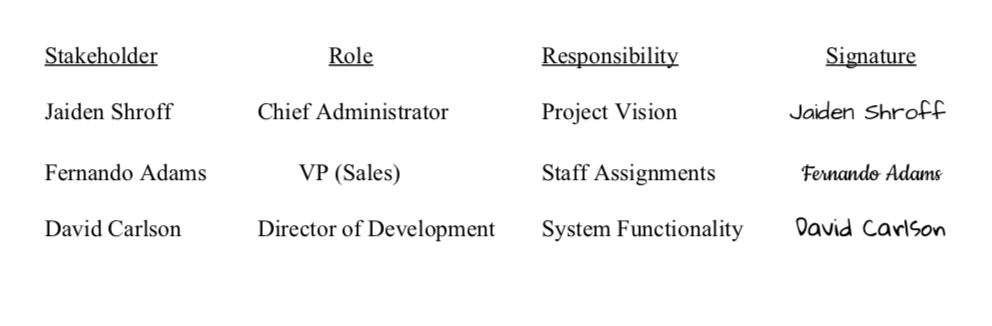 Stakeholder Role Responsibility Signature
Jaiden Shroff Chief Administrator Project Vision Jaiden Shroff
Fernando Adams VP (Sales) Staff Assignments Fernando Adams
David Carlson Director of Development System Functionality David Carlson